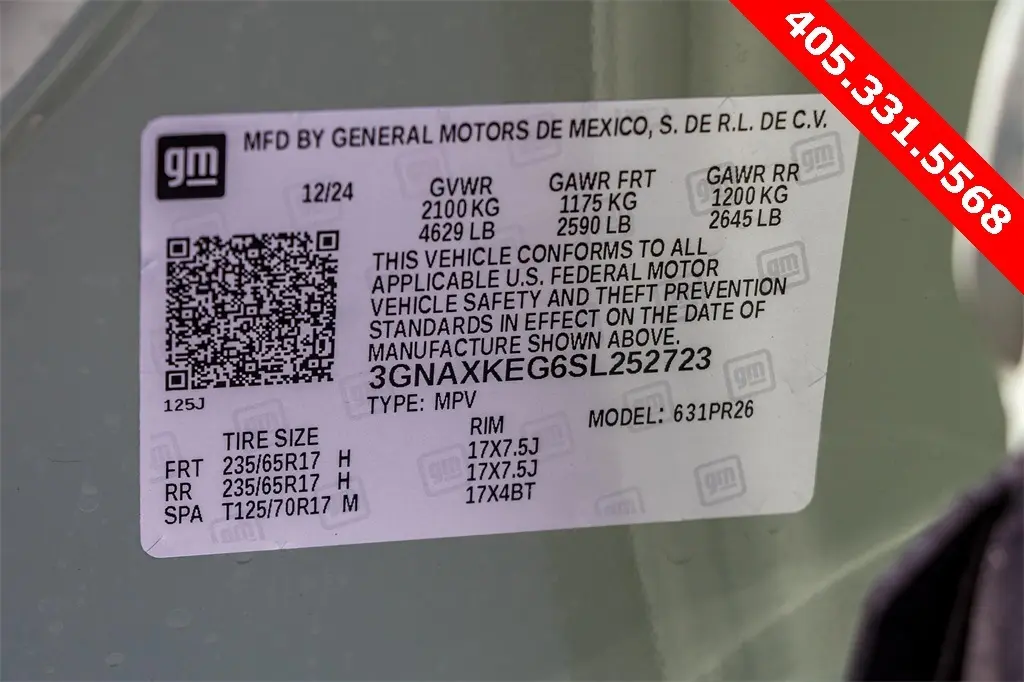 405.331.5568
gm
MFD BY GENERAL MOTORS DE MEXICO, S. DE R.L. DE C.V.
12/24 GVWR GAWR FRT GAWR RR
2100 KG 1175 KG 1200 KG
4629 LB 2590 LB 2645 LB
THIS VEHICLE CONFORMS TO ALL
APPLICABLE U.S. FEDERAL MOTOR
VEHICLE SAFETY AND THEFT PREVENTION
STANDARDS IN EFFECT ON THE DATE OF
MANUFACTURE SHOWN ABOVE.
3GNAXKEG6SL252723
125J
TYPE: MPV MODEL: 631PR26
TIRE SIZE RIM
FRT 235/65R17 H 17X7.5J
RR 235/65R17 H 17X7.5J
SPA T125/70R17 M 17X4BT